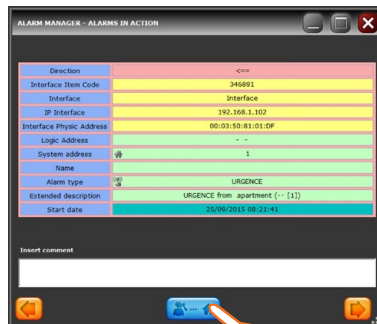 ALARM MANAGER - ALARMS IN ACTION
Direction <==
Interface Item Code 346891
Interface Interface
IP Interface 192.168.1.102
Interface Physic Address 00:03:50:81:01:DF
Logic Address - -
System address 1
Name
Alarm type URGENCE
Extended description URGENCE from apartment (-- [1])
Start date 25/09/2015 08:21:41
Insert comment